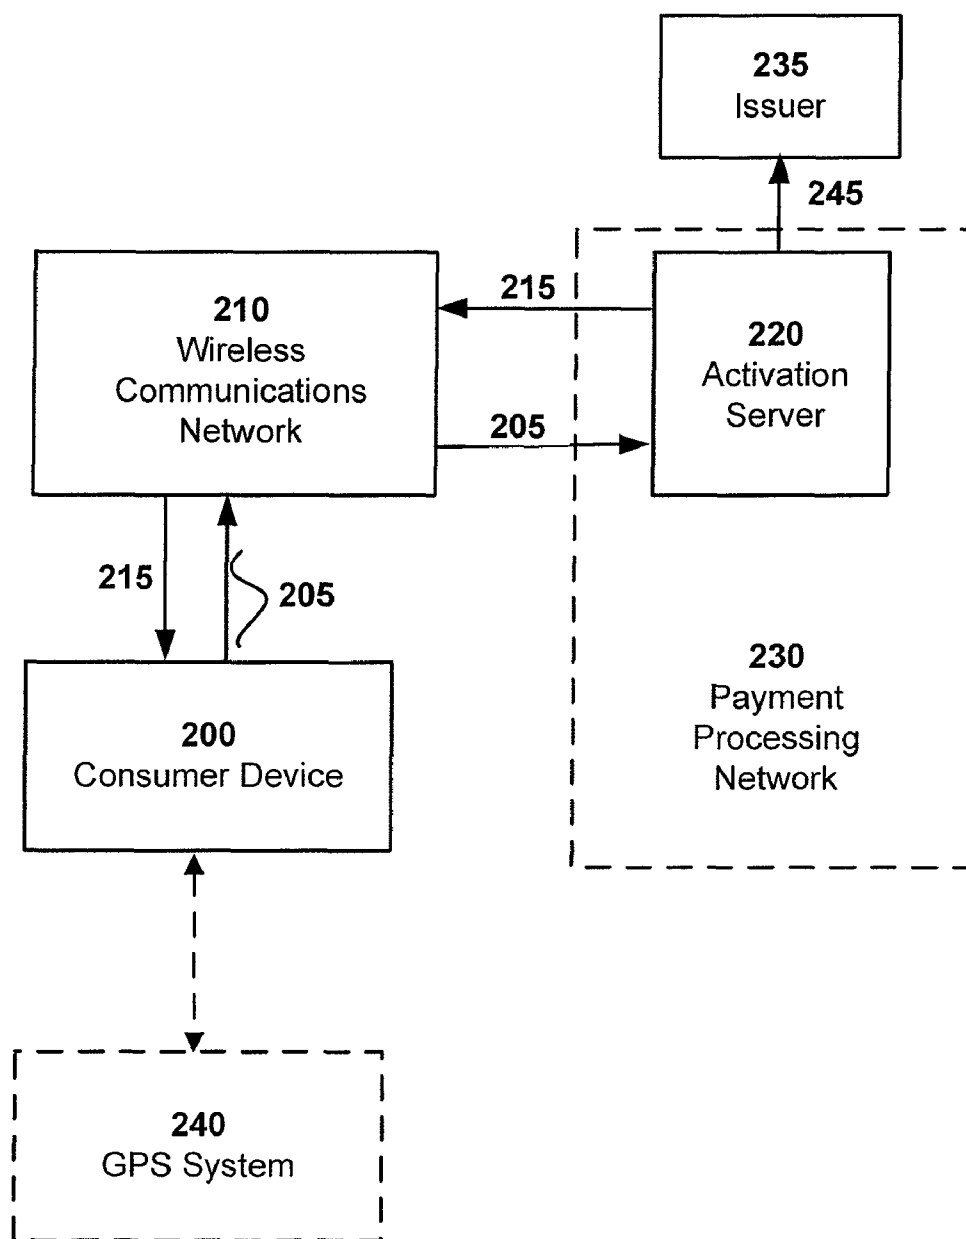 235
Issuer
245
215
210
Wireless
Communications
Network
220
Activation
Server
205
215
205
230
Payment
Processing
Network
200
Consumer Device
240
GPS System